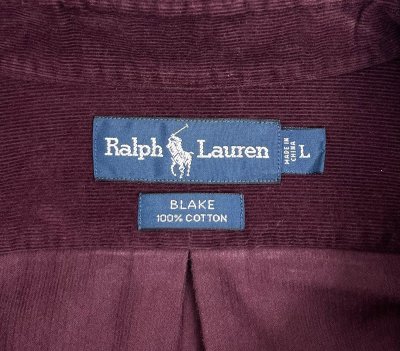 Ralph Lauren
MADE IN
CHINA
L
BLAKE
100% COTTON